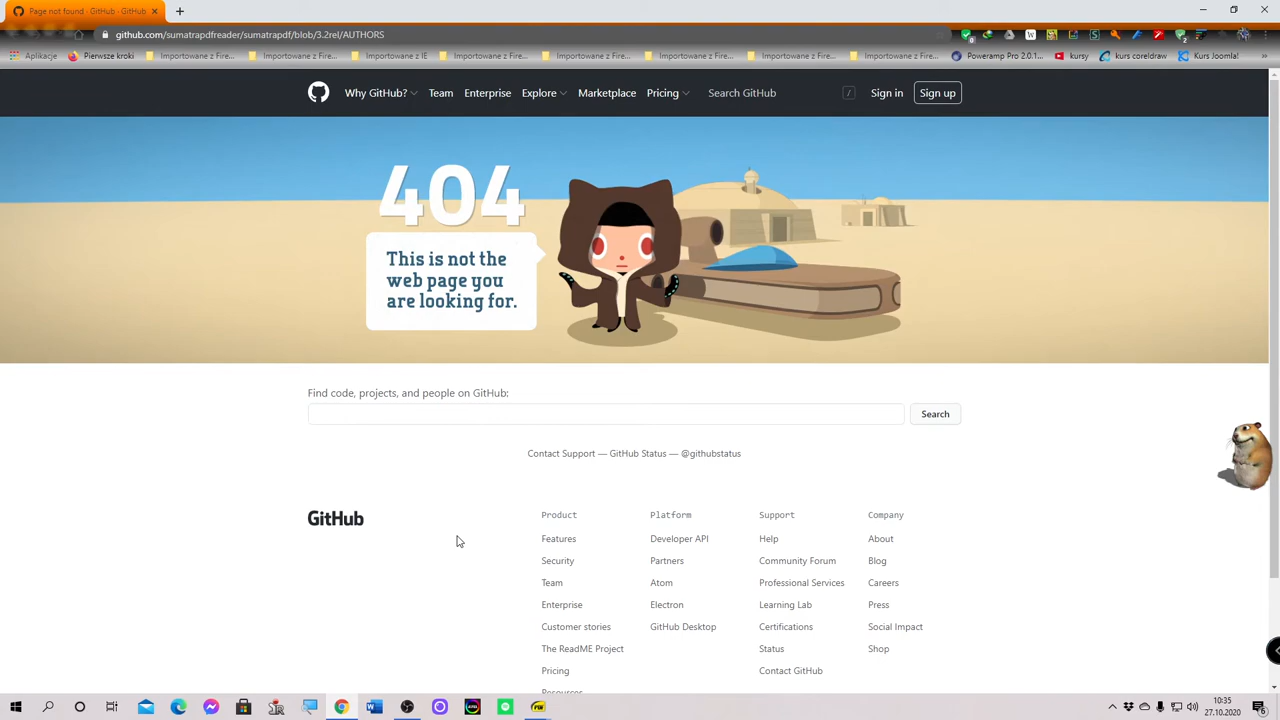 Page not found · GitHub · GitHub
github.com/sumatrapdfreader/sumatrapdf/blob/3.2rel/AUTHORS
Aplikacje Pierwsze kroki Importowane z Fire... Importowane z Fire... Importowane z IE Importowane z Fire... Importowane z Fire... Importowane z Fire... Importowane z Fire... Importowane z Fire... Poweramp Pro 2.0.1... kursy kurs coreldraw Kurs Joomla!
Why GitHub? Team Enterprise Explore Marketplace Pricing Search GitHub / Sign in Sign up
404
This is not the
web page you
are looking for.
Find code, projects, and people on GitHub:
Search
Contact Support — GitHub Status — @githubstatus
GitHub
Product Platform Support Company
Features Developer API Help About
Security Partners Community Forum Blog
Team Atom Professional Services Careers
Enterprise Electron Learning Lab Press
Customer stories GitHub Desktop Certifications Social Impact
The ReadME Project Status Shop
Pricing Contact GitHub
Resources
10:35
27.10.2020